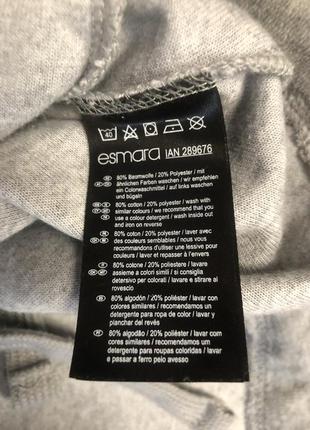 40
esmara IAN 289676
80% Baumwolle / 20% Polyester / mit
ähnlichen Farben waschen / wir empfehlen
ein Colorwaschmittel / auf links waschen
und bügeln
80% cotton / 20% polyester / wash with
similar colours / we recommend that you
use a colour detergent / wash inside out
and iron on reverse
80% coton / 20% polyester / laver avec
des couleurs semblables / nous vous
recommandons d'utiliser une lessive pour
couleurs / laver et repasser à l'envers
80% cotone / 20% poliestere / lavare
assieme a colori simili / si consiglia
detersivo per colorati / lavare e stirare al
rovescio
80% algodón / 20% poliéster / lavar con
colores similares / recomendamos un
detergente para ropa de color / lavar y
planchar del revés
80% algodão / 20% poliéster / lavar com
cores similares / recomendamos um
detergente para roupas coloridas / lavar
e passar a ferro pelo avesso